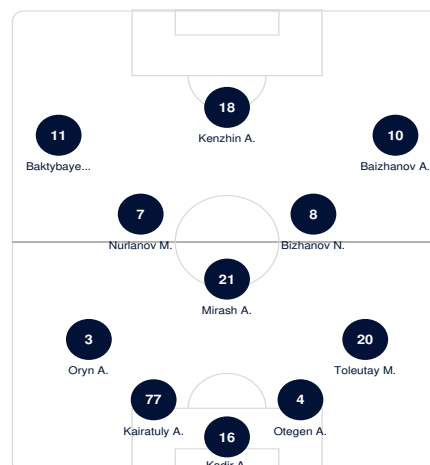 18
Kenzhin A.
11
Baktybaye...
10
Baizhanov A.
7
Nurlanov M.
8
Bizhanov N.
21
Mirash A.
3
Oryn A.
20
Toleutay M.
77
Kairatuly A.
4
Otegen A.
16
Kadir A.